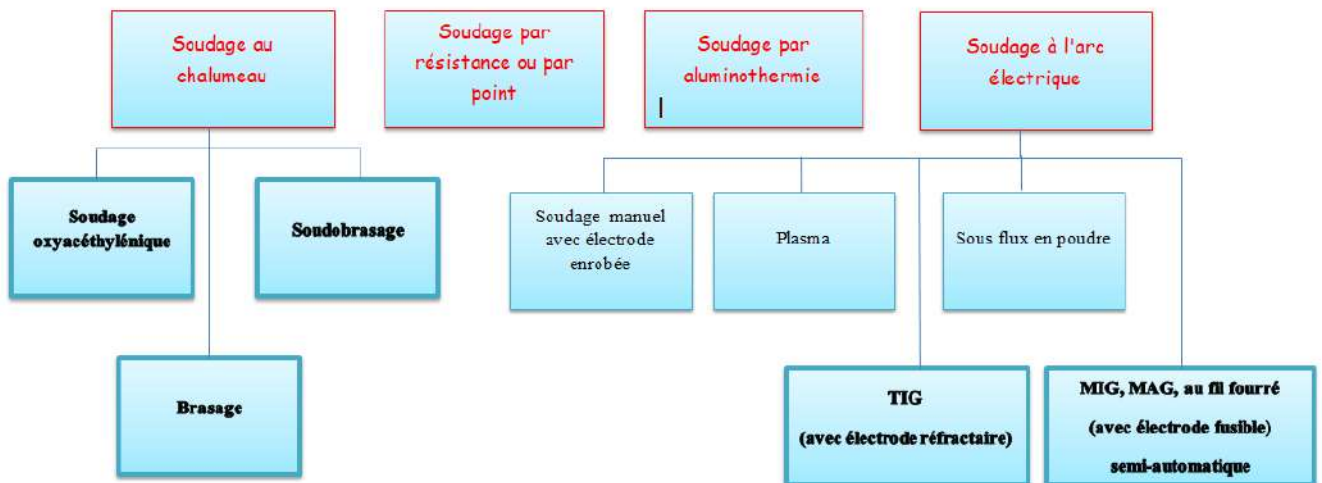 Soudage au
chalumeau
Soudage par
résistance ou par
point
Soudage par
aluminothermie
Soudage à l'arc
électrique
Soudage
oxyacéthylénique
Soudobrasage
Soudage manuel
avec électrode
enrobée
Plasma
Sous flux en poudre
Brasage
TIG
(avec électrode réfractaire)
MIG, MAG, au fil fourré
(avec électrode fusible)
semi-automatique